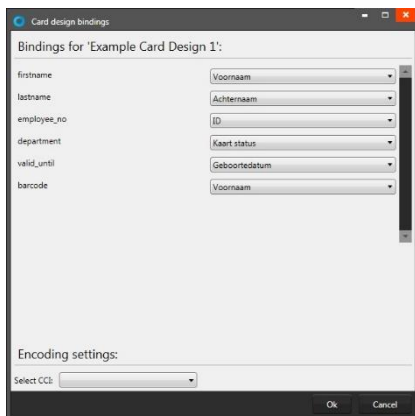 Card design bindings
Bindings for 'Example Card Design 1':
firstname Voornaam
lastname Achternaam
employee_no ID
department Kaart status
valid_until Geboortedatum
barcode Voornaam
Encoding settings:
Select CCI:
Ok Cancel